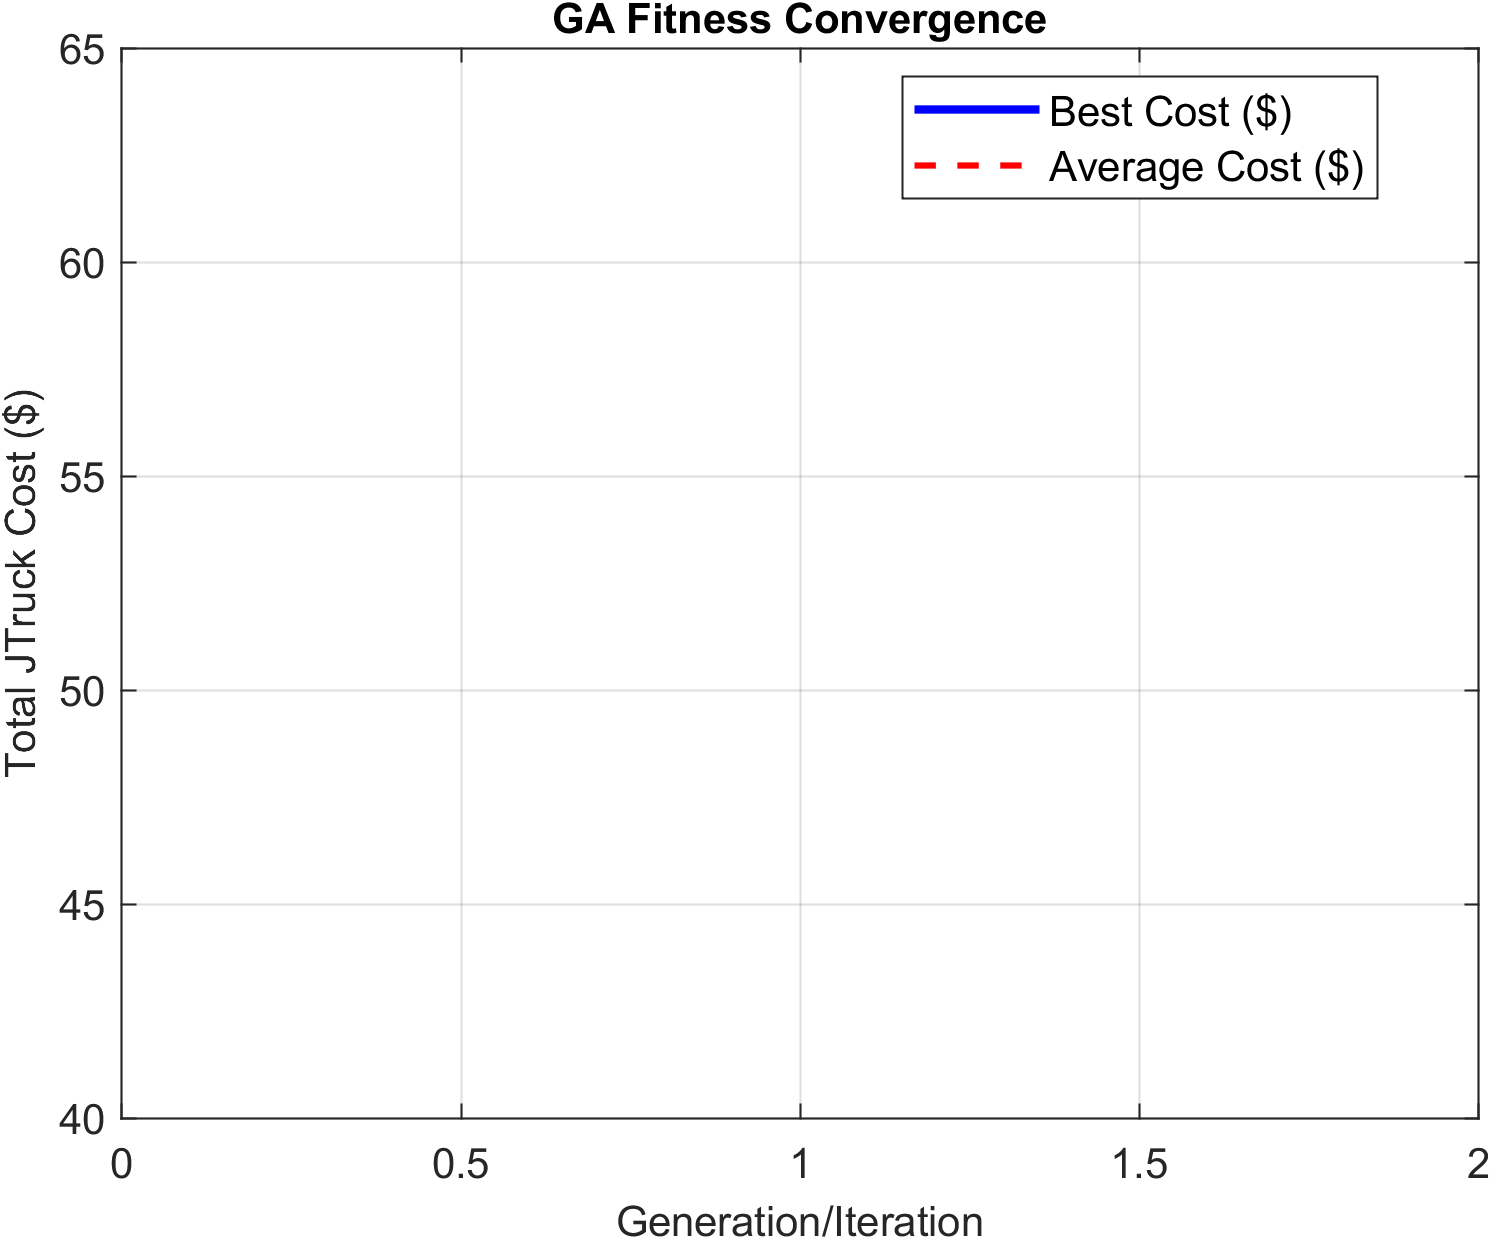 GA Fitness Convergence
65
60
55
50
45
40
Total JTruck Cost ($)
Best Cost ($)
Average Cost ($)
0
0.5
1
1.5
2
Generation/Iteration